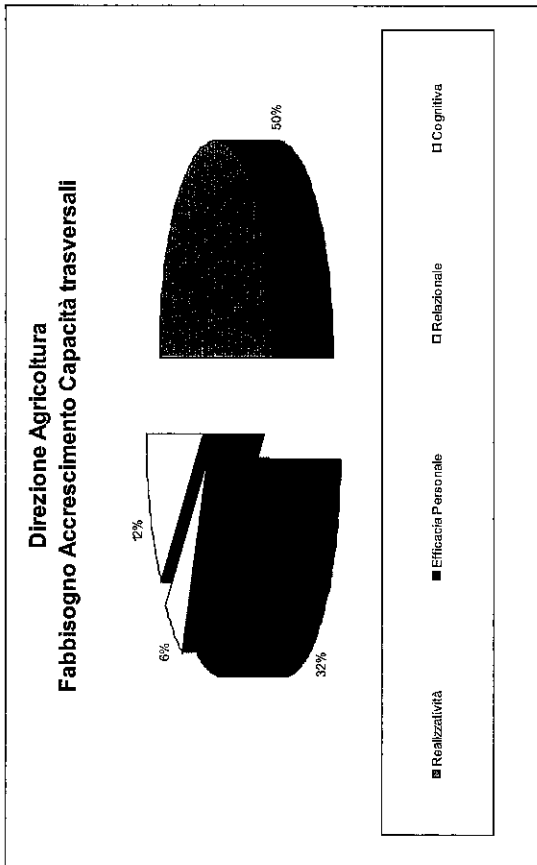 Direzione Agricoltura
Fabbisogno Accrescimento Capacità trasversali
12%
6%
50%
32%
Realizzatività
Efficacia Personale
Relazionale
Cognitiva